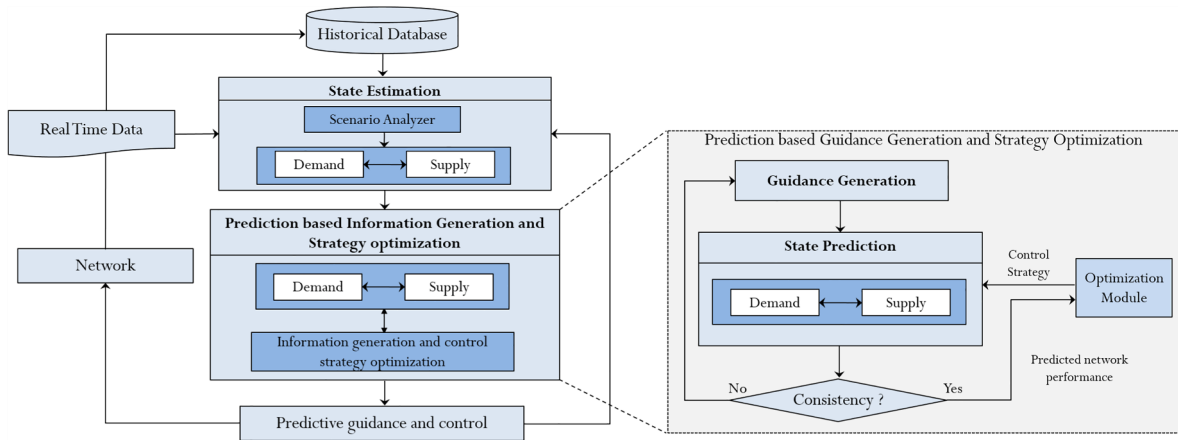 Historical Database
State Estimation
Scenario Analyzer
Demand
Supply
Real Time Data
Prediction based Information Generation and
Strategy optimization
Demand
Supply
Information generation and control
strategy optimization
Network
Predictive guidance and control
Prediction based Guidance Generation and Strategy Optimization
Guidance Generation
State Prediction
Demand
Supply
Control
Strategy
Optimization
Module
Predicted network
performance
No
Consistency ?
Yes